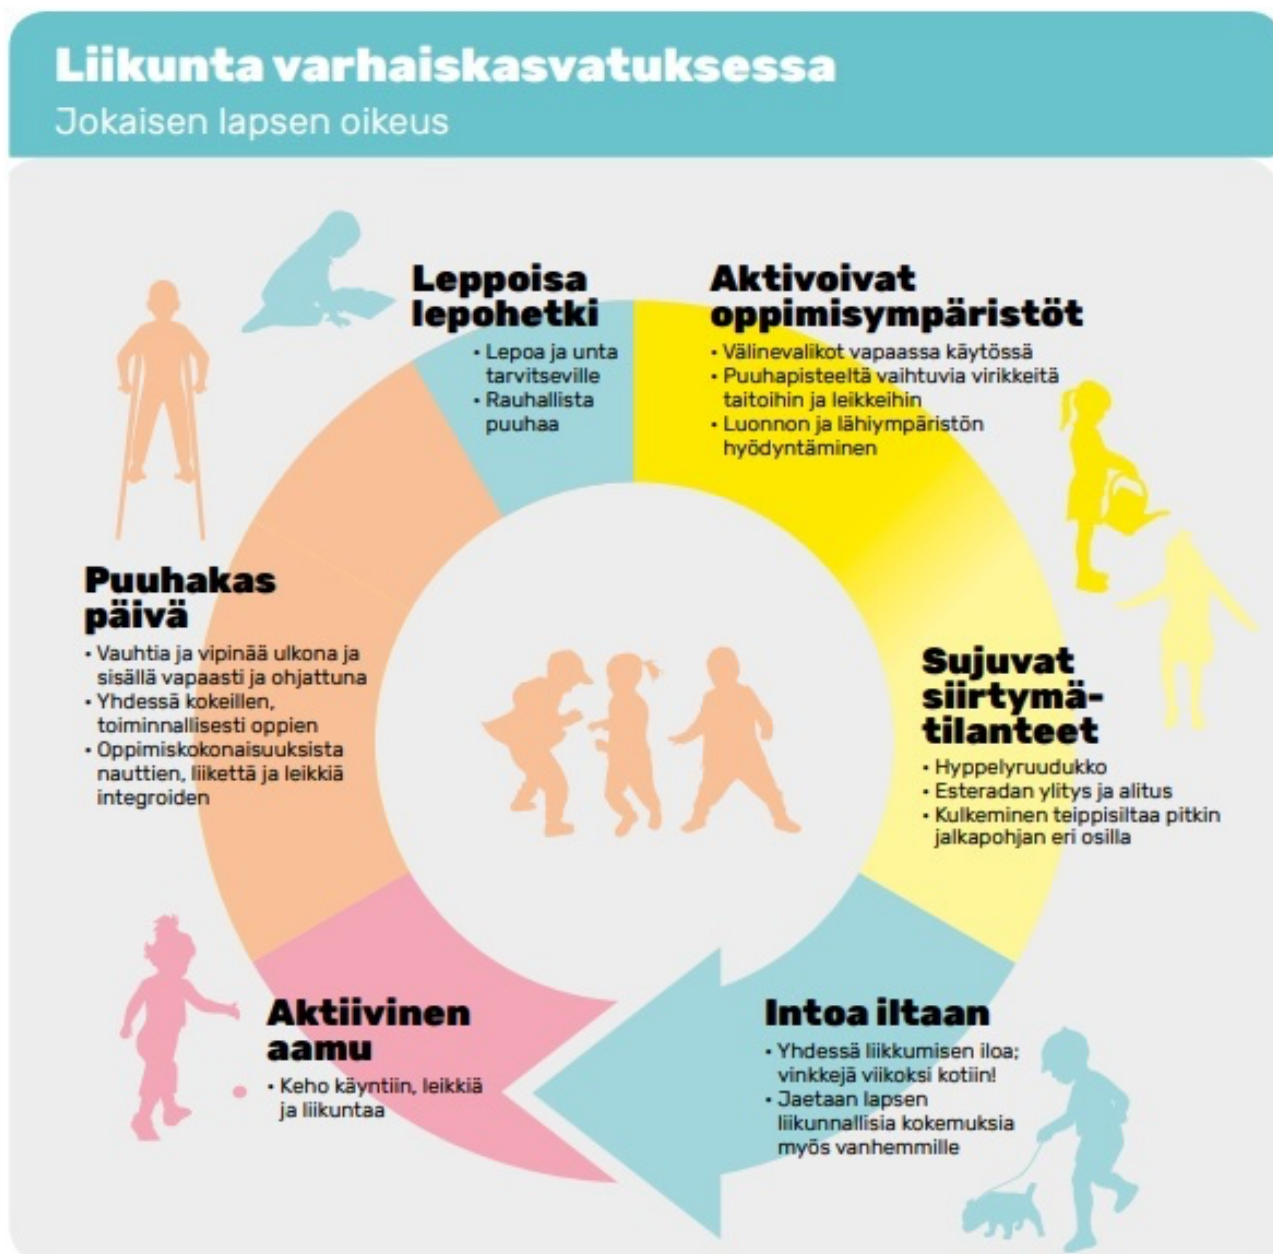 Liikunta varhaiskasvatuksessa
Jokaisen lapsen oikeus
Leppoisa
lepohetki
• Lepoa ja unta
tarvitseville
• Rauhallista
puuhaa
Aktivoivat
oppimisympäristöt
• Välinevalikot vapaassa käytössä
• Puuhapisteeltä vaihtuvia virikkeitä
taitoihin ja leikkeihin
• Luonnon ja lähiympäristön
hyödyntäminen
Puuhakas
päivä
• Vauhtia ja vipinää ulkona ja
sisällä vapaasti ja ohjattuna
• Yhdessä kokeillen,
toiminnallisesti oppien
• Oppimiskokonaisuuksista
nauttien, liikettä ja leikkiä
integroiden
Sujuvat
siirtymä-
tilanteet
• Hyppelyruudukko
• Esteradan ylitys ja alitus
• Kulkeminen teippisiltaa pitkin
jalkapohjan eri osilla
Aktiivinen
aamu
• Keho käyntiin, leikkiä
ja liikuntaa
Intoa iltaan
• Yhdessä liikkumisen iloa;
vinkkejä viikoksi kotiin!
• Jaetaan lapsen
liikunnallisia kokemuksia
myös vanhemmille